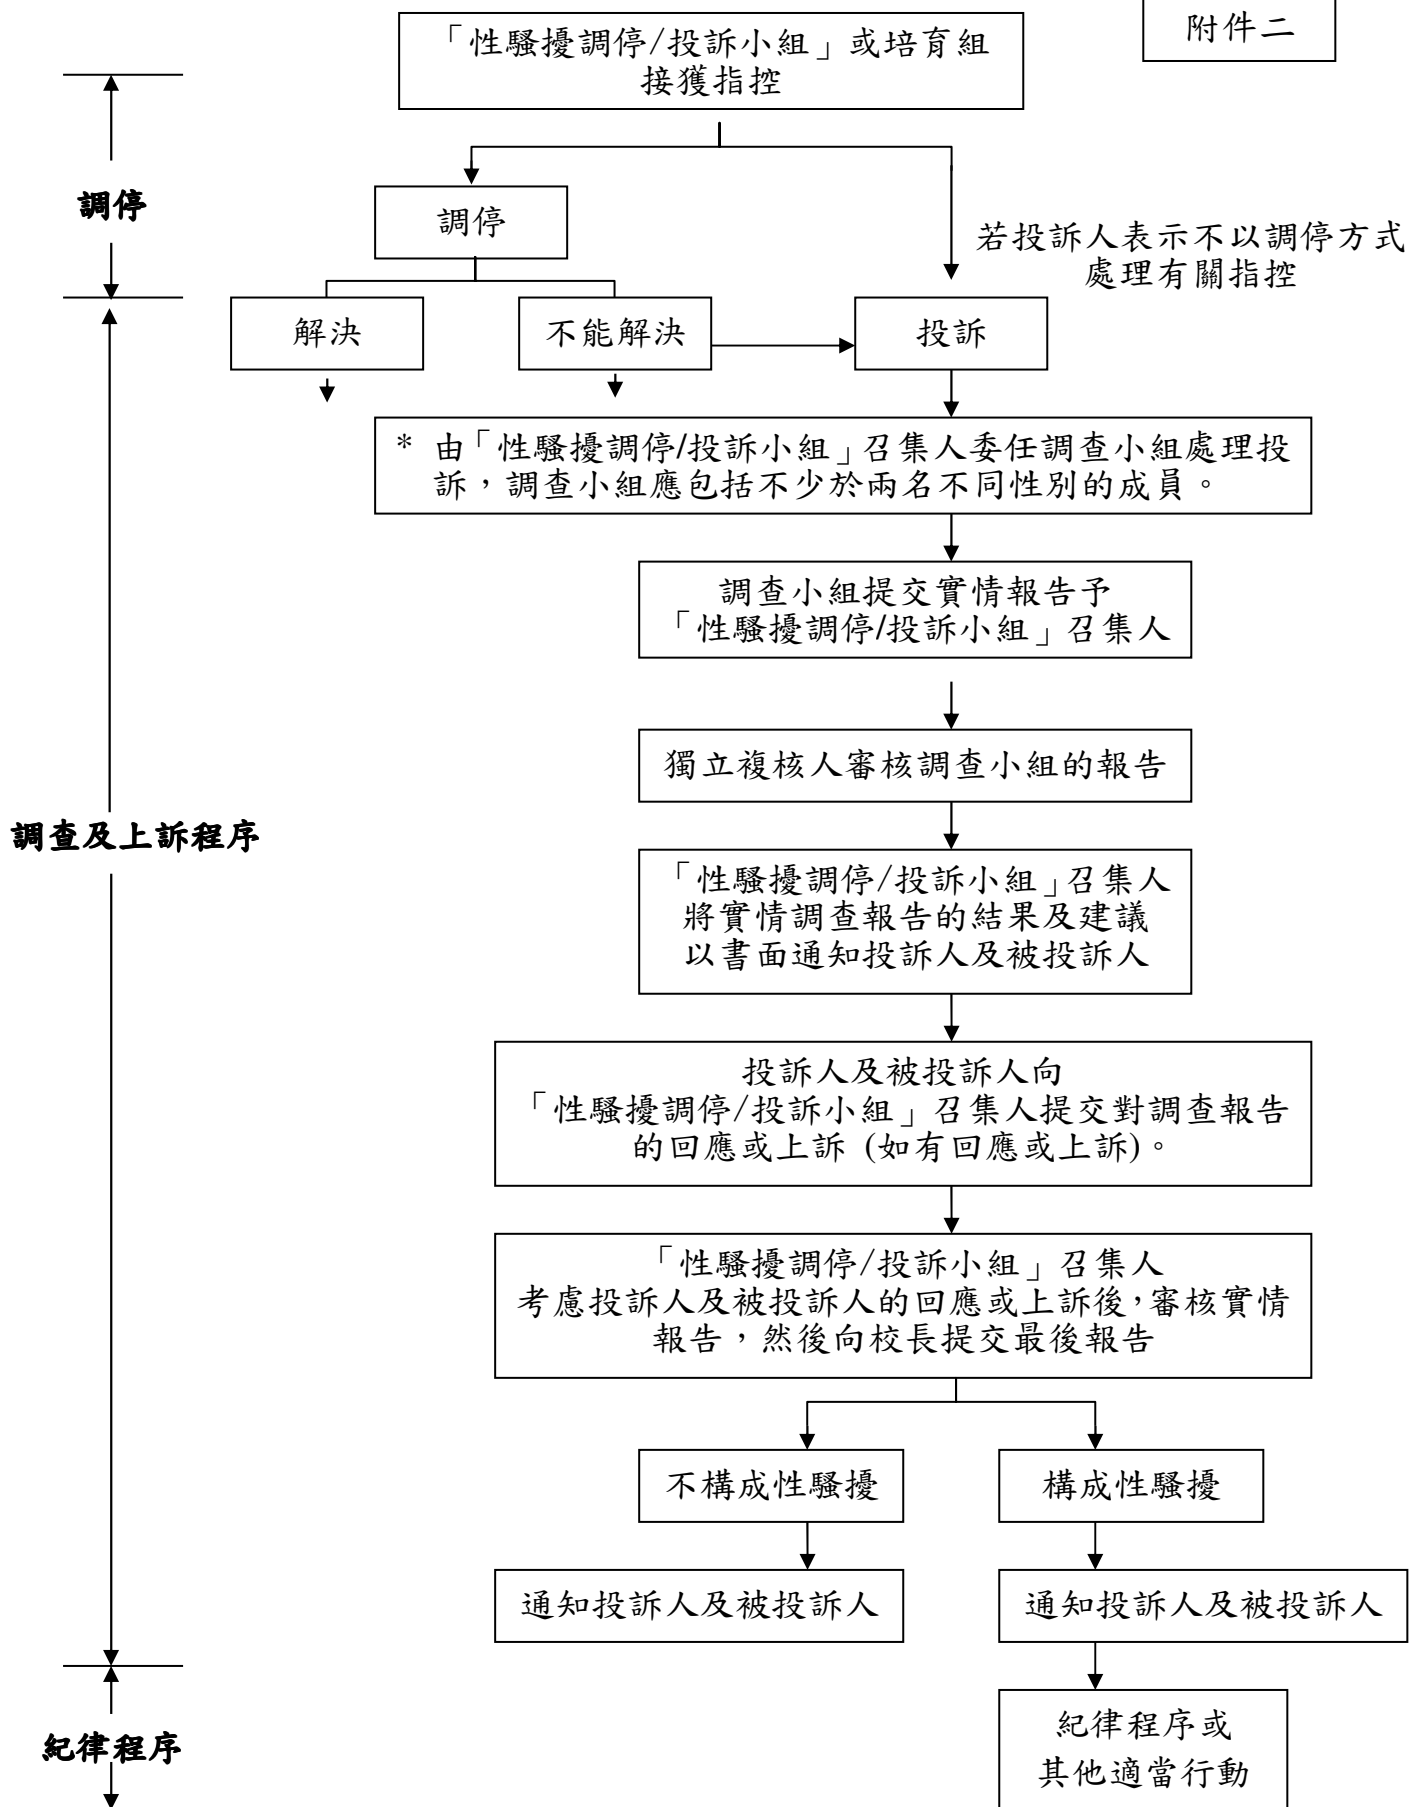 附件二
「性騷擾調停/投訴小組」或培育組
接獲指控
調停
調停
若投訴人表示不以調停方式
處理有關指控
解決
不能解決
投訴
* 由「性騷擾調停/投訴小組」召集人委任調查小組處理投
訴，調查小組應包括不少於兩名不同性別的成員。
調查小組提交實情報告予
「性騷擾調停/投訴小組」召集人
獨立複核人審核調查小組的報告
調查及上訴程序
「性騷擾調停/投訴小組」召集人
將實情調查報告的結果及建議
以書面通知投訴人及被投訴人
投訴人及被投訴人向
「性騷擾調停/投訴小組」召集人提交對調查報告
的回應或上訴 (如有回應或上訴)。
「性騷擾調停/投訴小組」召集人
考慮投訴人及被投訴人的回應或上訴後，審核實情
報告，然後向校長提交最後報告
不構成性騷擾
構成性騷擾
通知投訴人及被投訴人
通知投訴人及被投訴人
紀律程序
紀律程序或
其他適當行動